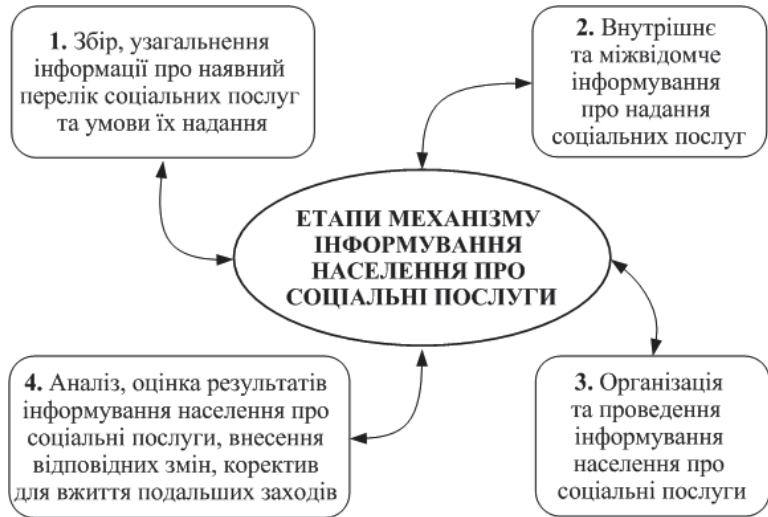 1. Збір, узагальнення
інформації про наявний
перелік соціальних послуг
та умови їх надання
2. Внутрішнє
та міжвідомче
інформування
про надання
соціальних послуг
ЕТАПИ МЕХАНІЗМУ
ІНФОРМУВАННЯ
НАСЕЛЕННЯ ПРО
СОЦІАЛЬНІ ПОСЛУГИ
3. Організація
та проведення
інформування
населення про
соціальні послуги
4. Аналіз, оцінка результатів
інформування населення про
соціальні послуги, внесення
відповідних змін, коректив
для вжиття подальших заходів